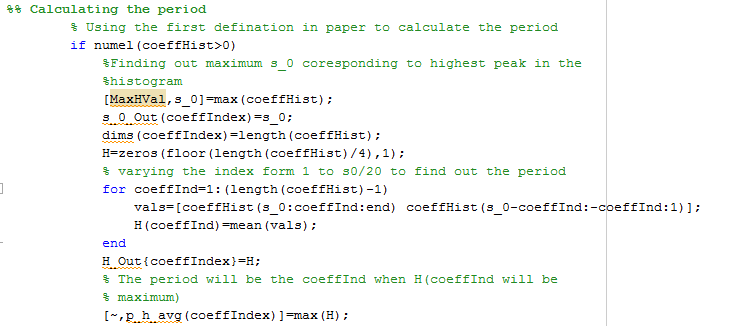 %% Calculating the period
% Using the first defination in paper to calculate the period
if numel(coeffHist>0)
%Finding out maximum s_0 coresponding to highest peak in the
%histogram
[MaxHVal,s_0]=max(coeffHist);
s_0_Out(coeffIndex)=s_0;
dims(coeffIndex)=length(coeffHist);
H=zeros(floor(length(coeffHist)/4),1);
% varying the index form 1 to s0/20 to find out the period
for coeffInd=1:(length(coeffHist)-1)
vals=[coeffHist(s_0:coeffInd:end) coeffHist(s_0-coeffInd:-coeffInd:1)];
H(coeffInd)=mean(vals);
end
H_Out{coeffIndex}=H;
% The period will be the coeffInd when H(coeffInd will be
% maximum)
[~,p_h_avg(coeffIndex)]=max(H);